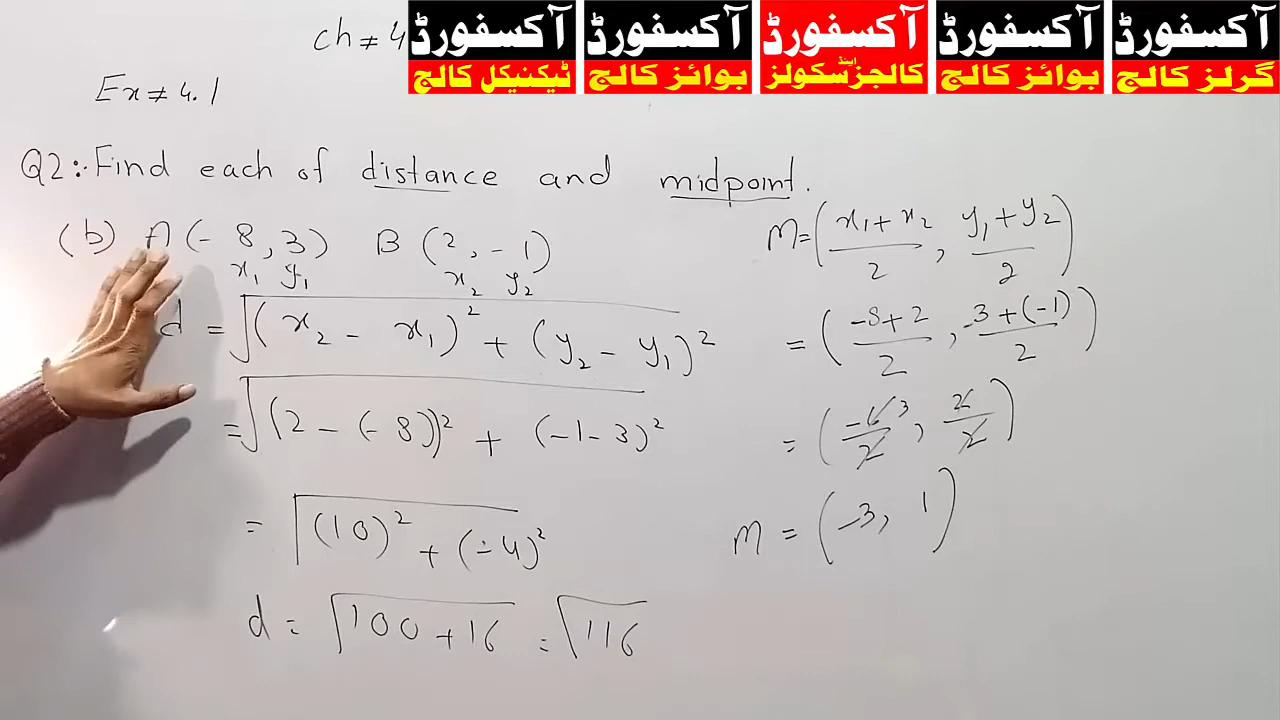 ch # 4
آکسفورڈ ٹیکنیکل کالج
آکسفورڈ بوائز کالج
آکسفورڈ کالجز اینڈ سکولز
آکسفورڈ بوائز کالج
آکسفورڈ گرلز کالج
Ex # 4.1
Q2:: Find each of distance and midpoint.
(b) A (- 8, 3) B (2, - 1)
x₁ y₁ x₂ y₂
d = √((x₂ - x₁)² + (y₂ - y₁)²)
= √((2 - (- 8))² + (-1 - 3)²)
= √((10)² + (-4)²)
d = √(100 + 16) = √116
M = ((x₁ + x₂)/2, (y₁ + y₂)/2)
= ((-8 + 2)/2, (-3 + (-1))/2)
= (-6/2 3, 2/2)
m = (-3, 1)